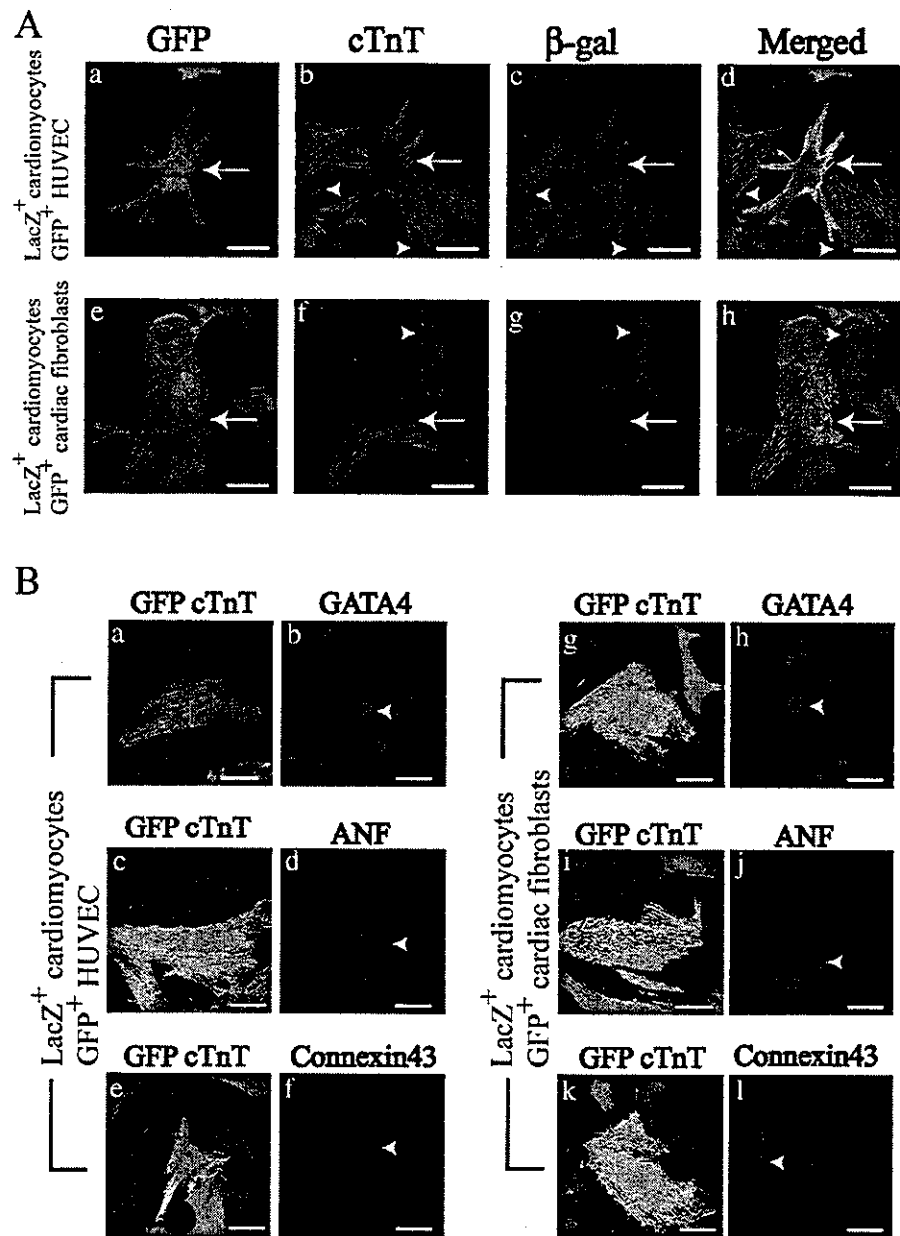 A
GFP cTnT β-gal Merged
a b c d
LacZ+ cardiomyocytes
GFP+ HUVEC
e f g h
LacZ+ cardiomyocytes
GFP+ cardiac fibroblasts
B
GFP cTnT GATA4 GFP cTnT GATA4
a b g h
GFP cTnT ANF GFP cTnT ANF
c d i j
LacZ+ cardiomyocytes
GFP+ HUVEC
LacZ+ cardiomyocytes
GFP+ cardiac fibroblasts
GFP cTnT Connexin43 GFP cTnT Connexin43
e f k l